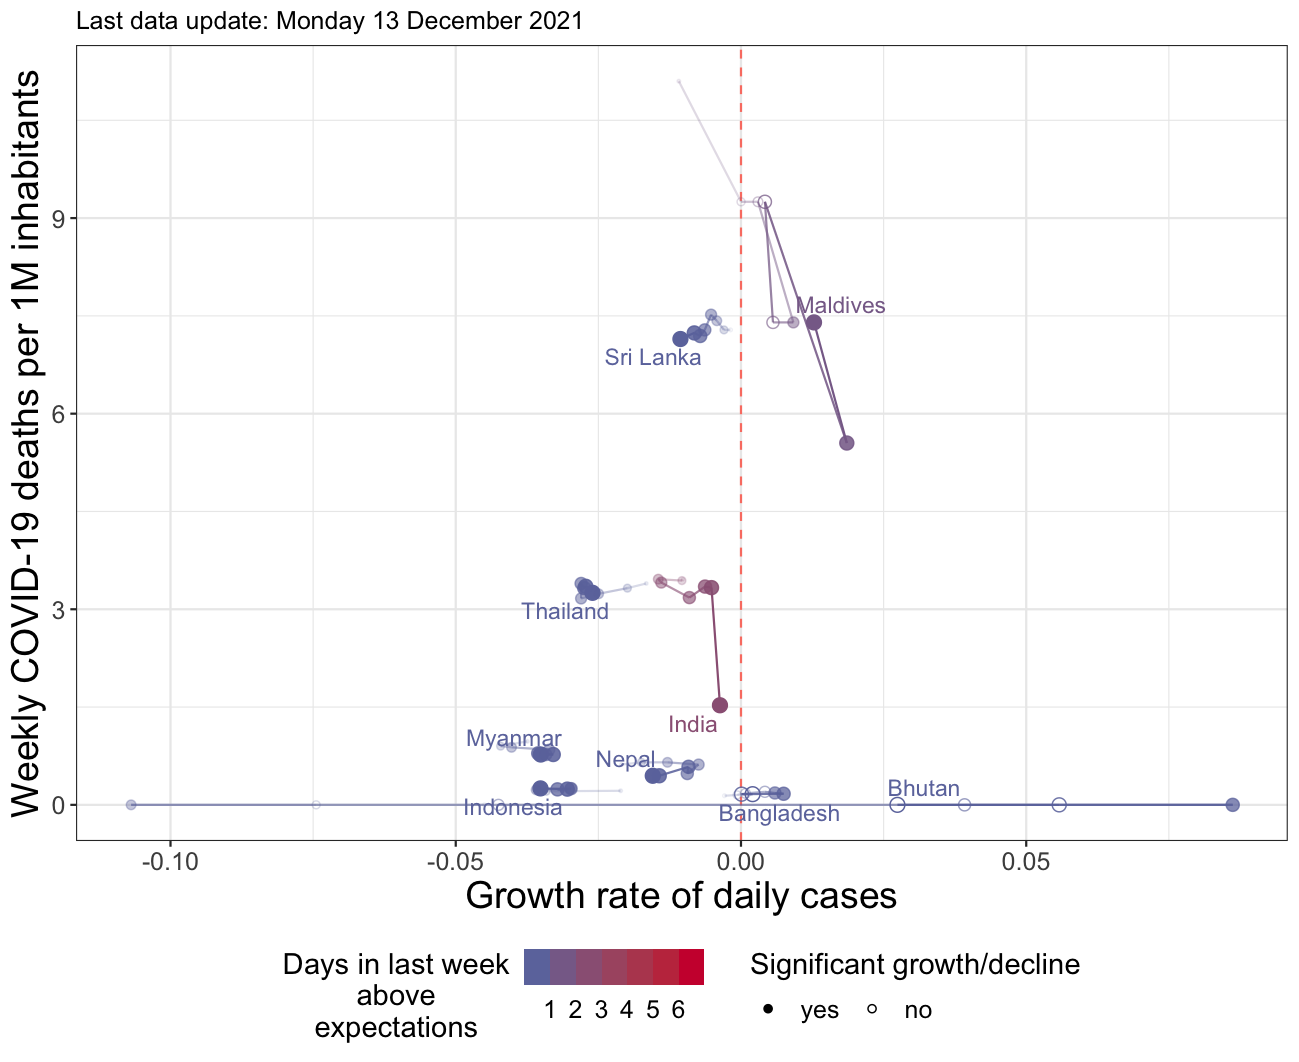 Last data update: Monday 13 December 2021
Weekly COVID-19 deaths per 1M inhabitants
9
6
3
0
Maldives
Sri Lanka
Thailand
India
Myanmar
Nepal
Indonesia
Bangladesh
Bhutan
-0.10
-0.05
0.00
0.05
Growth rate of daily cases
Days in last week
above
expectations
1 2 3 4 5 6
Significant growth/decline
yes
no